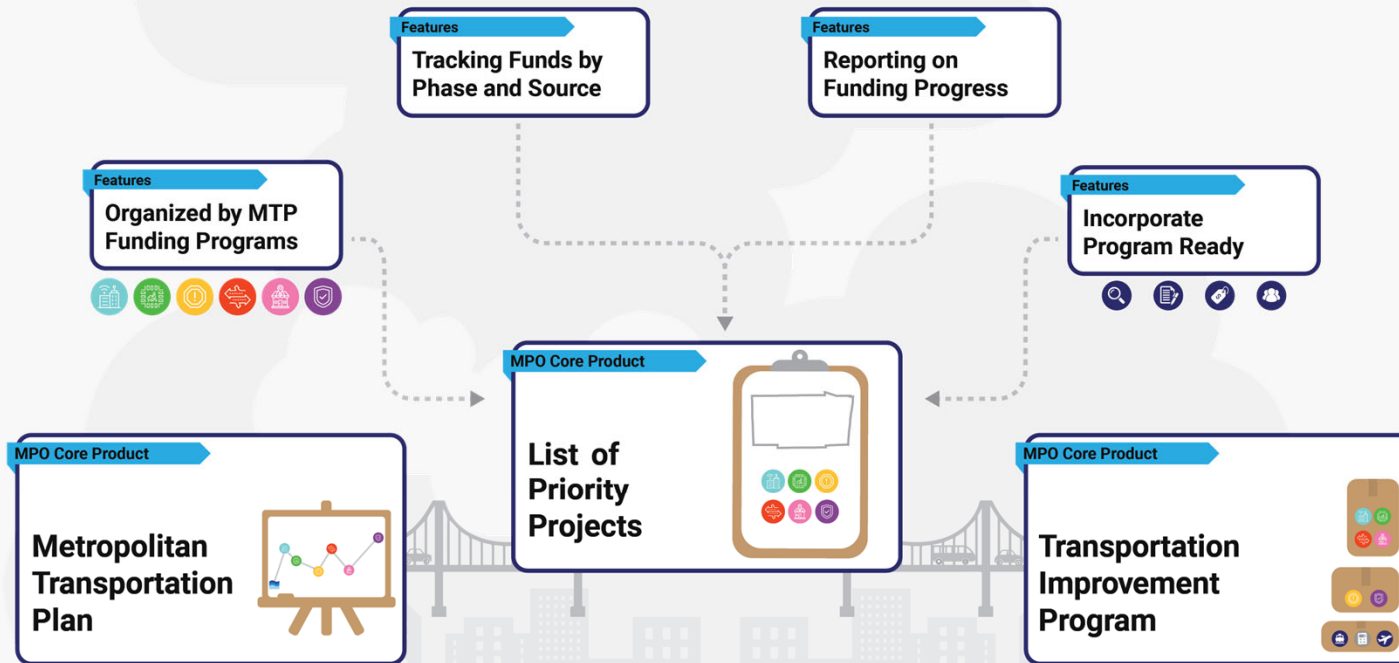 Features
Tracking Funds by
Phase and Source
Features
Reporting on
Funding Progress
Features
Organized by MTP
Funding Programs
Features
Incorporate
Program Ready
MPO Core Product
List of
Priority
Projects
MPO Core Product
Metropolitan
Transportation
Plan
MPO Core Product
Transportation
Improvement
Program